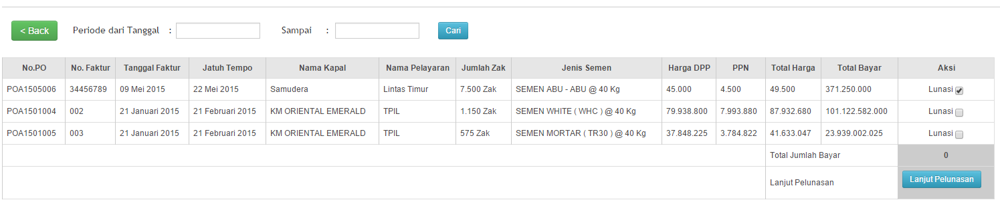 < Back Periode dari Tanggal : Sampai : Cari
No.PO No. Faktur Tanggal Faktur Jatuh Tempo Nama Kapal Nama Pelayaran Jumlah Zak Jenis Semen Harga DPP PPN Total Harga Total Bayar Aksi
POA1505006 34456789 09 Mei 2015 22 Mei 2015 Samudera Lintas Timur 7.500 Zak SEMEN ABU - ABU @ 40 Kg 45.000 4.500 49.500 371.250.000 Lunasi
POA1501004 002 21 Januari 2015 21 Februari 2015 KM ORIENTAL EMERALD TPIL 1.150 Zak SEMEN WHITE ( WHC ) @ 40 Kg 79.938.800 7.993.880 87.932.680 101.122.582.000 Lunasi
POA1501005 003 21 Januari 2015 21 Februari 2015 KM ORIENTAL EMERALD TPIL 575 Zak SEMEN MORTAR ( TR30 ) @ 40 Kg 37.848.225 3.784.822 41.633.047 23.939.002.025 Lunasi
Total Jumlah Bayar 0
Lanjut Pelunasan Lanjut Pelunasan